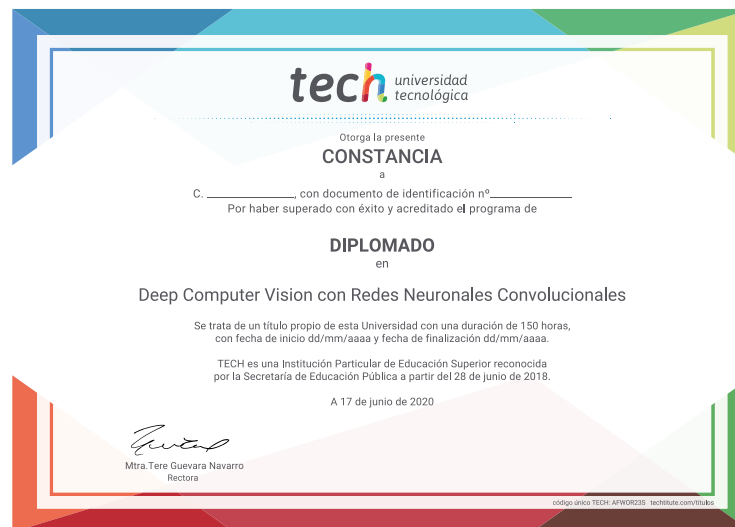 tech universidad
tecnológica
Otorga la presente
CONSTANCIA
a
C. ______________, con documento de identificación nº______________
Por haber superado con éxito y acreditado el programa de
DIPLOMADO
en
Deep Computer Vision con Redes Neuronales Convolucionales
Se trata de un título propio de esta Universidad con una duración de 150 horas,
con fecha de inicio dd/mm/aaaa y fecha de finalización dd/mm/aaaa.
TECH es una Institución Particular de Educación Superior reconocida
por la Secretaría de Educación Pública a partir del 28 de junio de 2018.
A 17 de junio de 2020
Mtra.Tere Guevara Navarro
Rectora
código único TECH: AFWOR235 techtitute.com/titulos